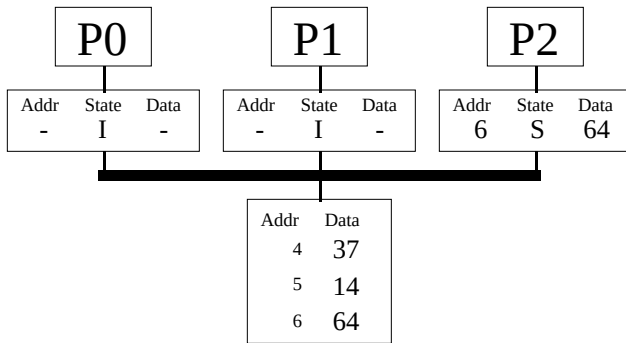 P0 P1 P2
Addr State Data Addr State Data Addr State Data
- I - - I - 6 S 64
Addr Data
4 37
5 14
6 64